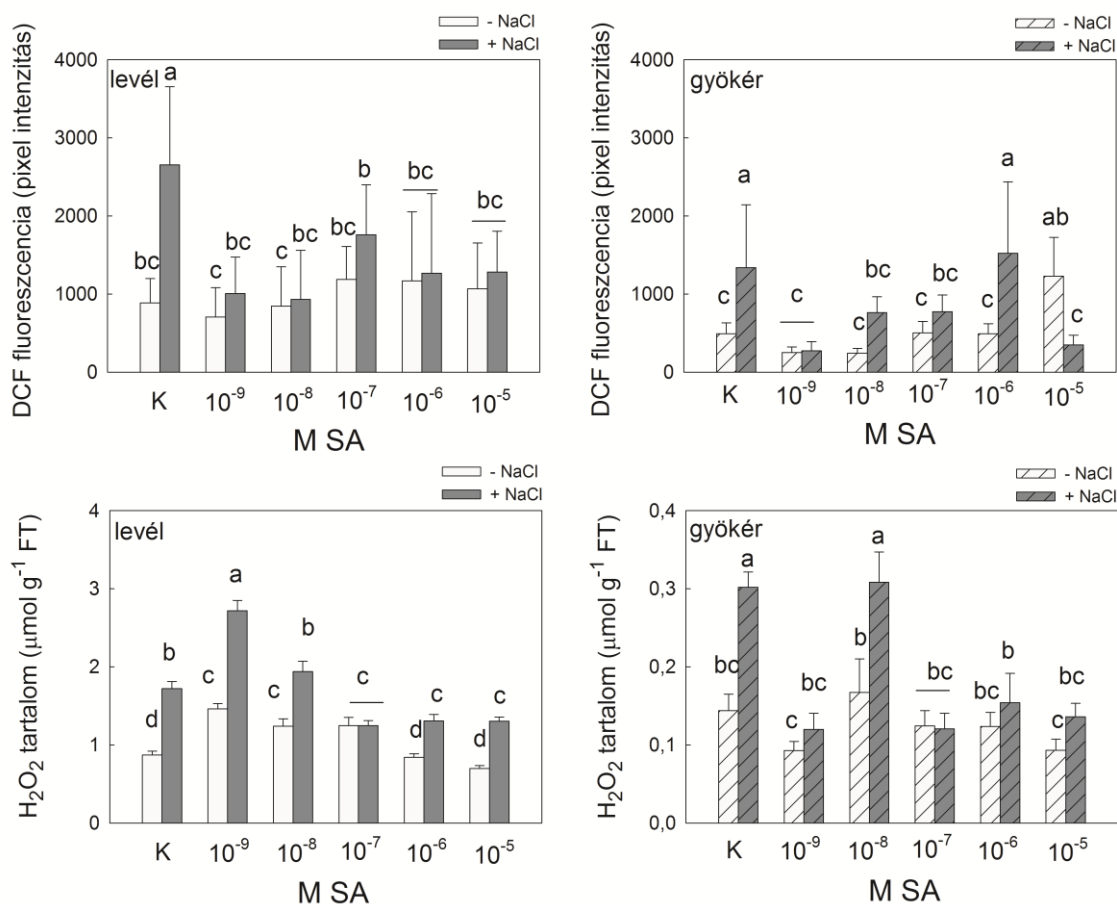 - NaCl
+ NaCl
DCF fluoreszcencia (pixel intenzitás)
4000
3000
2000
1000
0
levél
bc
a
c
bc
c
bc
bc
b
bc
bc
K
10⁻⁹
10⁻⁸
10⁻⁷
10⁻⁶
10⁻⁵
M SA
- NaCl
+ NaCl
DCF fluoreszcencia (pixel intenzitás)
4000
3000
2000
1000
0
gyökér
c
a
c
c
bc
c
bc
c
a
ab
c
K
10⁻⁹
10⁻⁸
10⁻⁷
10⁻⁶
10⁻⁵
M SA
- NaCl
+ NaCl
H₂O₂ tartalom (μmol g⁻¹ FT)
4
3
2
1
0
levél
d
b
c
a
c
b
c
d
c
d
c
K
10⁻⁹
10⁻⁸
10⁻⁷
10⁻⁶
10⁻⁵
M SA
- NaCl
+ NaCl
H₂O₂ tartalom (μmol g⁻¹ FT)
0,4
0,3
0,2
0,1
0,0
gyökér
bc
a
c
bc
b
a
bc
bc
b
c
bc
K
10⁻⁹
10⁻⁸
10⁻⁷
10⁻⁶
10⁻⁵
M SA